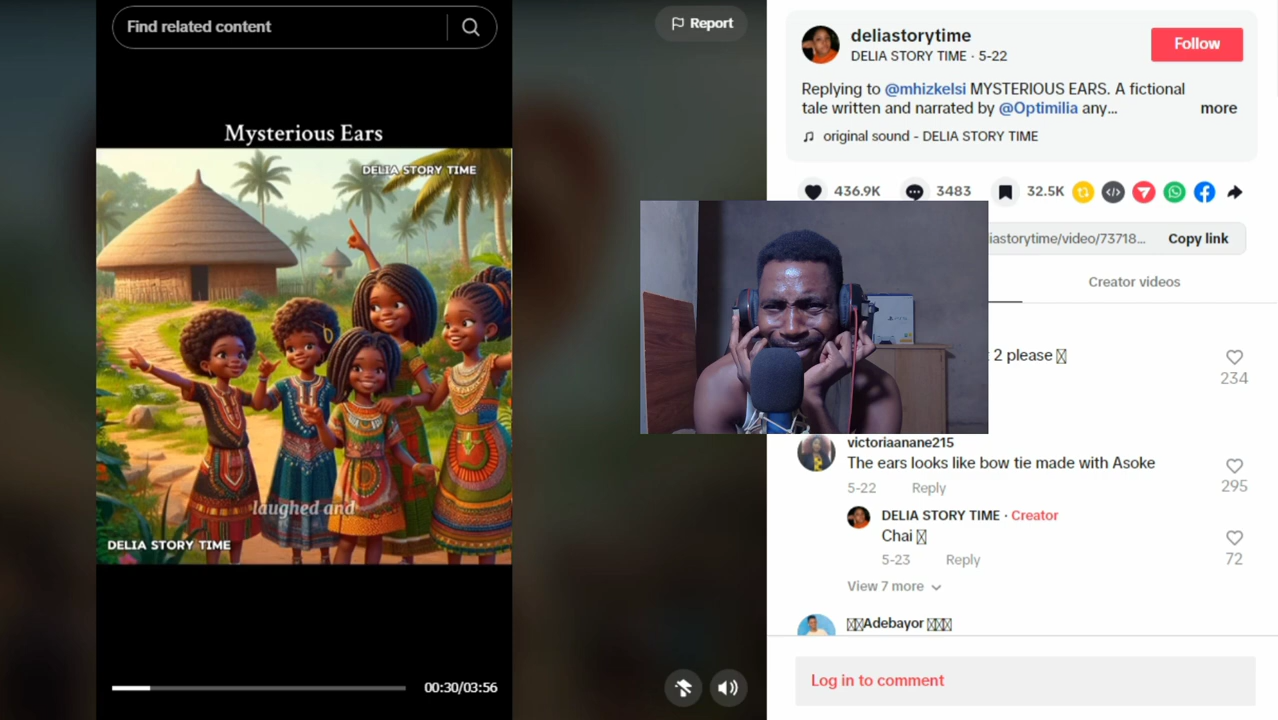 Find related content
Report
Mysterious Ears
DELIA STORY TIME
laughed and
DELIA STORY TIME
00:30/03:56
deliastorytime
DELIA STORY TIME · 5-22
Follow
Replying to @mhizkelsi MYSTERIOUS EARS. A fictional
tale written and narrated by @Optimilia any... more
original sound - DELIA STORY TIME
436.9K 3483 32.5K
iastorytime/video/73718... Copy link
Creator videos
2 please
234
victoriaanane215
The ears looks like bow tie made with Asoke
5-22 Reply
295
DELIA STORY TIME · Creator
Chai
5-23 Reply
72
View 7 more
Adebayor
Log in to comment